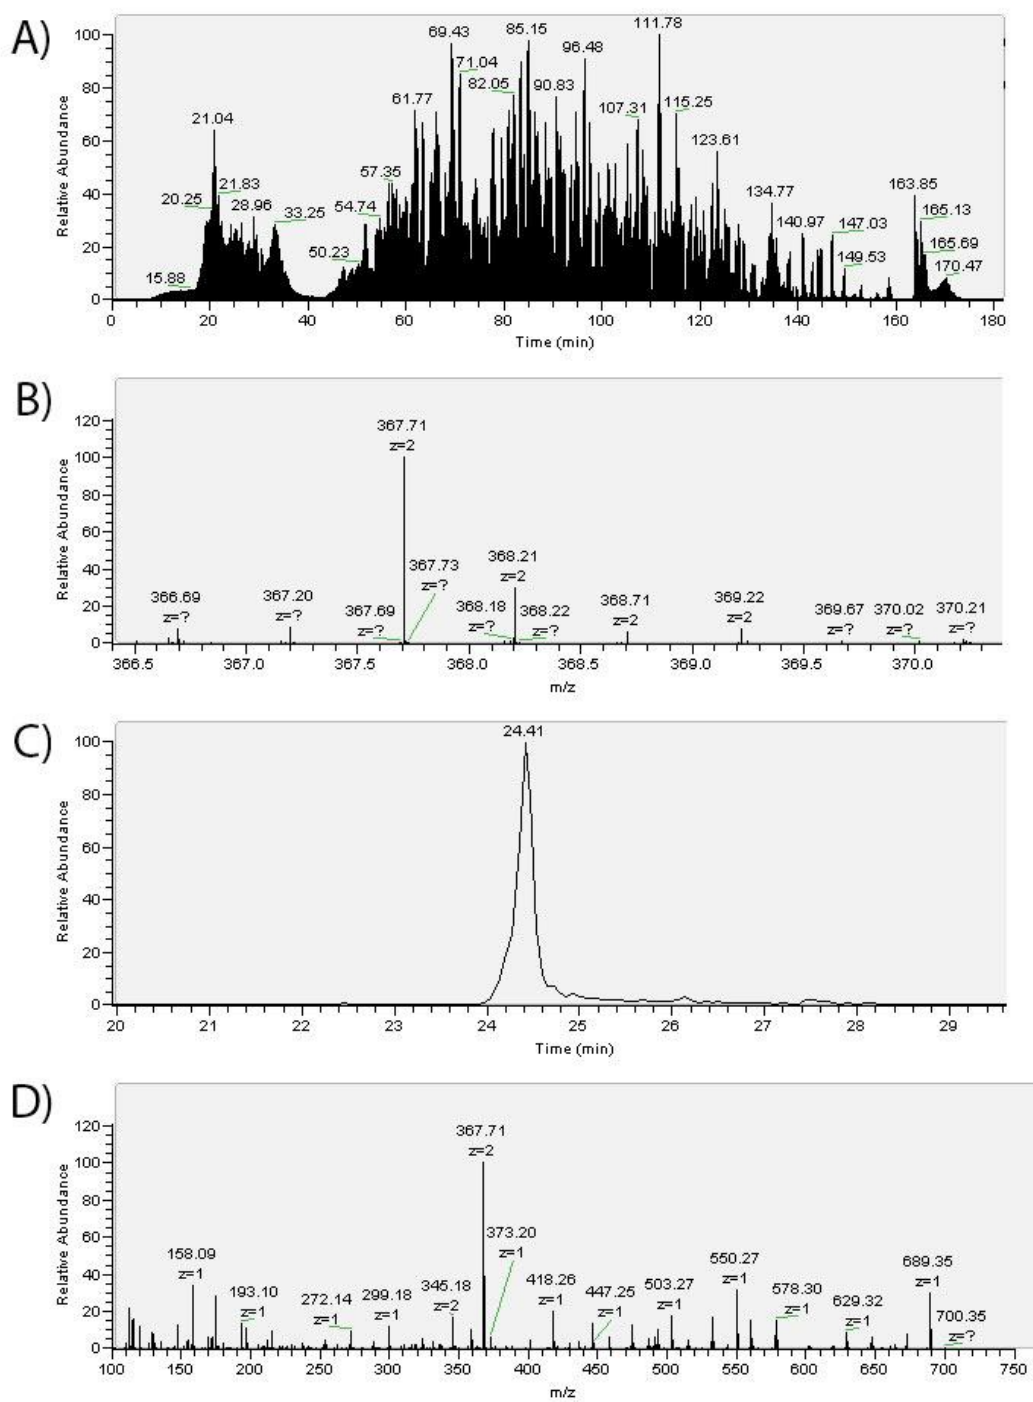 A)
Relative Abundance
100
80
60
40
20
0
111.78
85.15
69.43
96.48
71.04
82.05
90.83
61.77
107.31
115.25
21.04
123.61
57.35
21.83
20.25
28.96
33.25
54.74
134.77
163.85
140.97
147.03
165.13
50.23
165.69
149.53
170.47
15.88
0 20 40 60 80 100 120 140 160 180
Time (min)
B)
Relative Abundance
120
100
80
60
40
20
0
367.71
z=2
367.73
z=?
368.21
z=2
366.69
z=?
367.20
z=?
367.69
z=?
368.18
z=?
368.22
z=?
368.71
z=2
369.22
z=2
369.67
z=?
370.02
z=?
370.21
z=?
366.5 367.0 367.5 368.0 368.5 369.0 369.5 370.0
m/z
C)
Relative Abundance
100
80
60
40
20
0
24.41
20 21 22 23 24 25 26 27 28 29
Time (min)
D)
Relative Abundance
120
100
80
60
40
20
0
367.71
z=2
373.20
z=1
158.09
z=1
193.10
z=1
272.14
z=1
299.18
z=1
345.18
z=2
418.26
z=1
447.25
z=1
503.27
z=1
550.27
z=1
578.30
z=1
629.32
z=1
689.35
z=1
700.35
z=?
100 150 200 250 300 350 400 450 500 550 600 650 700 750
m/z